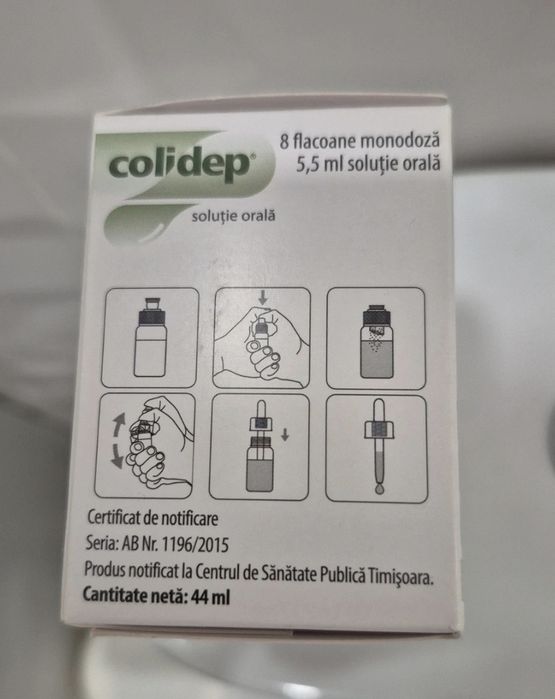 8 flacoane monodoză
colidep®
5,5 ml soluție orală
soluție orală
Certificat de notificare
Seria: AB Nr. 1196/2015
Produs notificat la Centrul de Sănătate Publică Timişoara.
Cantitate netă: 44 ml